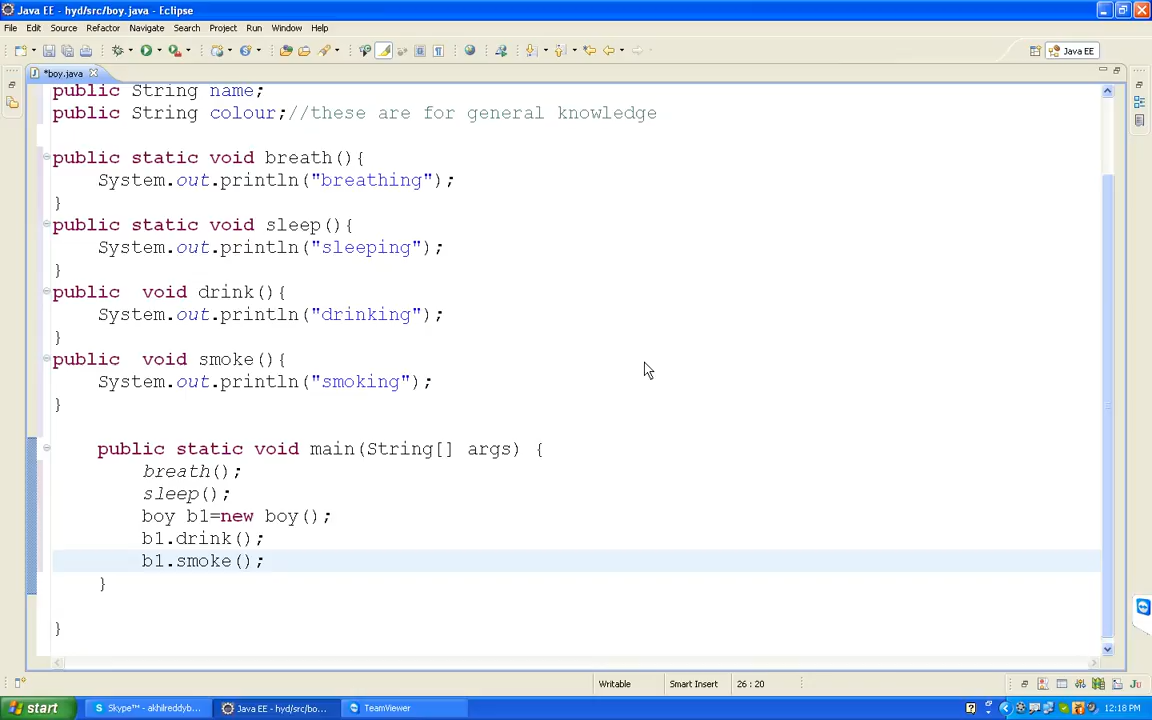 Java EE - hyd/src/boy.java - Eclipse
File Edit Source Refactor Navigate Search Project Run Window Help
Java EE
*boy.java
public String name;
public String colour;//these are for general knowledge
public static void breath(){
System.out.println("breathing");
}
public static void sleep(){
System.out.println("sleeping");
}
public  void drink(){
System.out.println("drinking");
}
public  void smoke(){
System.out.println("smoking");
}
public static void main(String[] args) {
breath();
sleep();
boy b1=new boy();
b1.drink();
b1.smoke();
}
}
Writable Smart Insert 26 : 20
start Skype™ - akhilreddyb... Java EE - hyd/src/bo... TeamViewer 12:18 PM